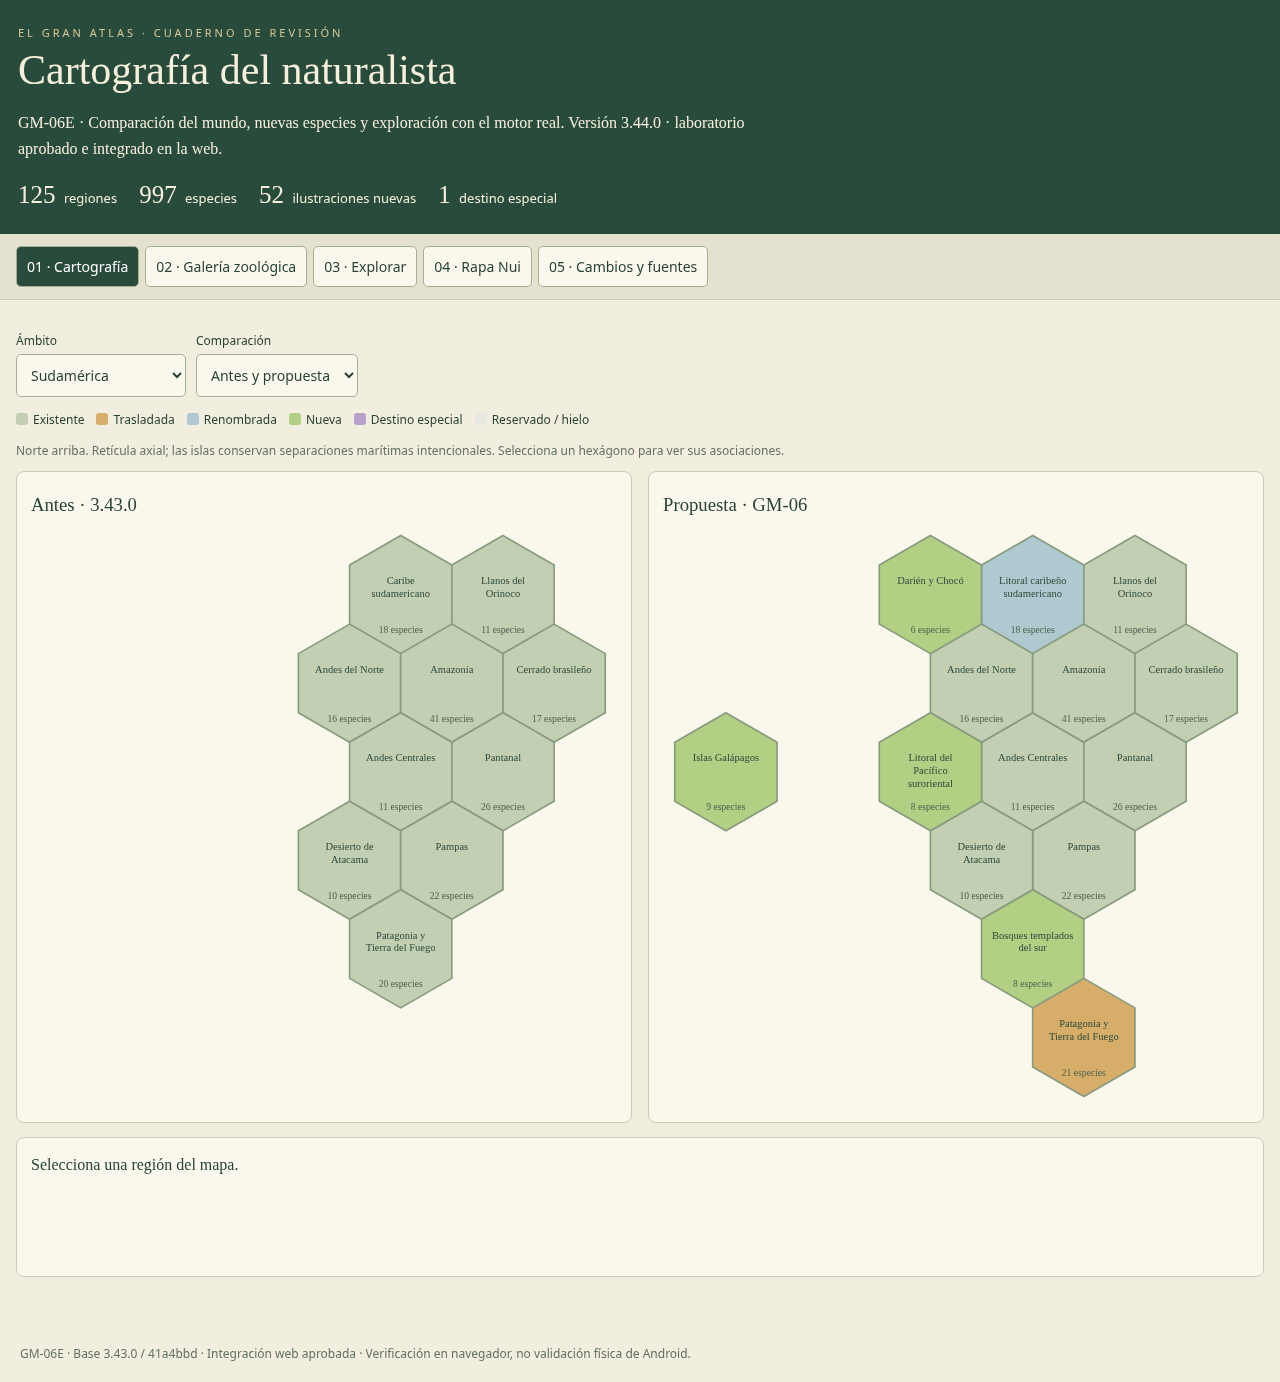 EL GRAN ATLAS · CUADERNO DE REVISIÓN
Cartografía del naturalista
GM-06E · Comparación del mundo, nuevas especies y exploración con el motor real. Versión 3.44.0 · laboratorio
aprobado e integrado en la web.
125 regiones 997 especies 52 ilustraciones nuevas 1 destino especial
01 · Cartografía 02 · Galería zoológica 03 · Explorar 04 · Rapa Nui 05 · Cambios y fuentes
Ámbito Comparación
Sudamérica Antes y propuesta
Existente Trasladada Renombrada Nueva Destino especial Reservado / hielo
Norte arriba. Retícula axial; las islas conservan separaciones marítimas intencionales. Selecciona un hexágono para ver sus asociaciones.
Antes · 3.43.0
Caribe
sudamericano
18 especies
Llanos del
Orinoco
11 especies
Andes del Norte
16 especies
Amazonía
41 especies
Cerrado brasileño
17 especies
Andes Centrales
11 especies
Pantanal
26 especies
Desierto de
Atacama
10 especies
Pampas
22 especies
Patagonia y
Tierra del Fuego
20 especies
Propuesta · GM-06
Darién y Chocó
6 especies
Litoral caribeño
sudamericano
18 especies
Llanos del
Orinoco
11 especies
Andes del Norte
16 especies
Amazonía
41 especies
Cerrado brasileño
17 especies
Islas Galápagos
9 especies
Litoral del
Pacífico
suroriental
8 especies
Andes Centrales
11 especies
Pantanal
26 especies
Desierto de
Atacama
10 especies
Pampas
22 especies
Bosques templados
del sur
8 especies
Patagonia y
Tierra del Fuego
21 especies
Selecciona una región del mapa.
GM-06E · Base 3.43.0 / 41a4bbd · Integración web aprobada · Verificación en navegador, no validación física de Android.